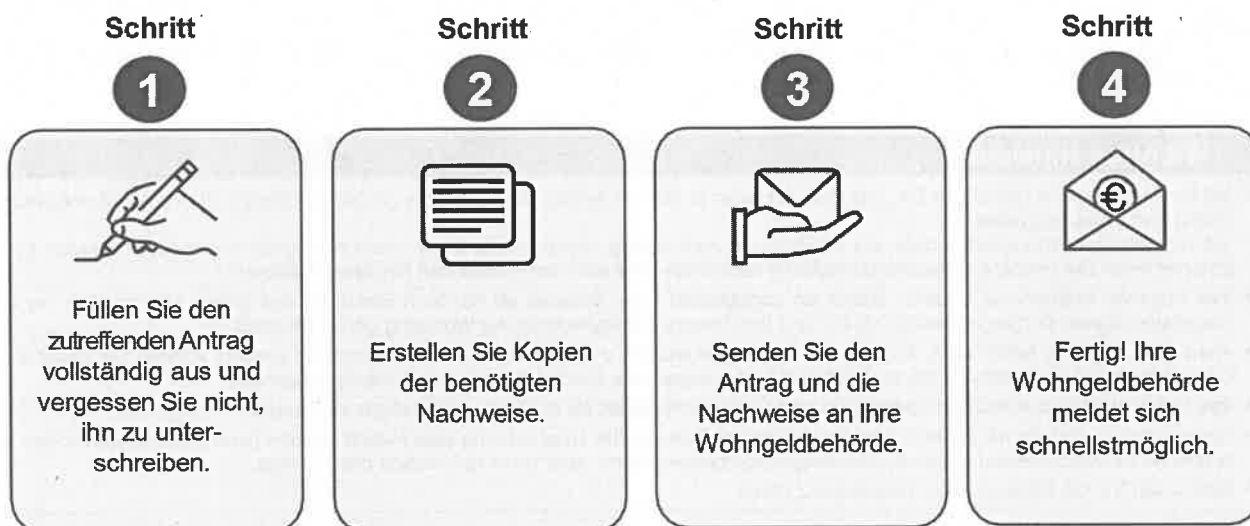 Schritt
1
Füllen Sie den
zutreffenden Antrag
vollständig aus und
vergessen Sie nicht,
ihn zu unter-
schreiben.
Schritt
2
Erstellen Sie Kopien
der benötigten
Nachweise.
Schritt
3
Senden Sie den
Antrag und die
Nachweise an Ihre
Wohngeldbehörde.
Schritt
4
€
Fertig! Ihre
Wohngeldbehörde
meldet sich
schnellstmöglich.